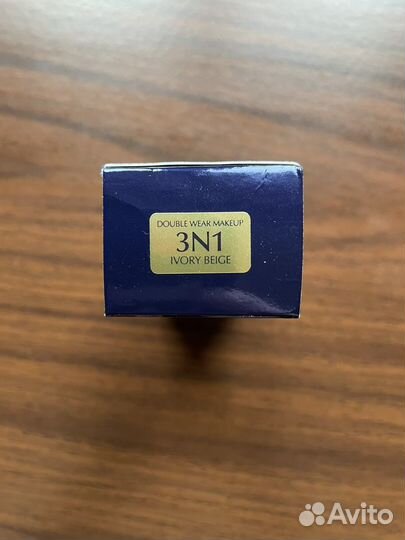 DOUBLE WEAR MAKEUP
3N1
IVORY BEIGE
Avito